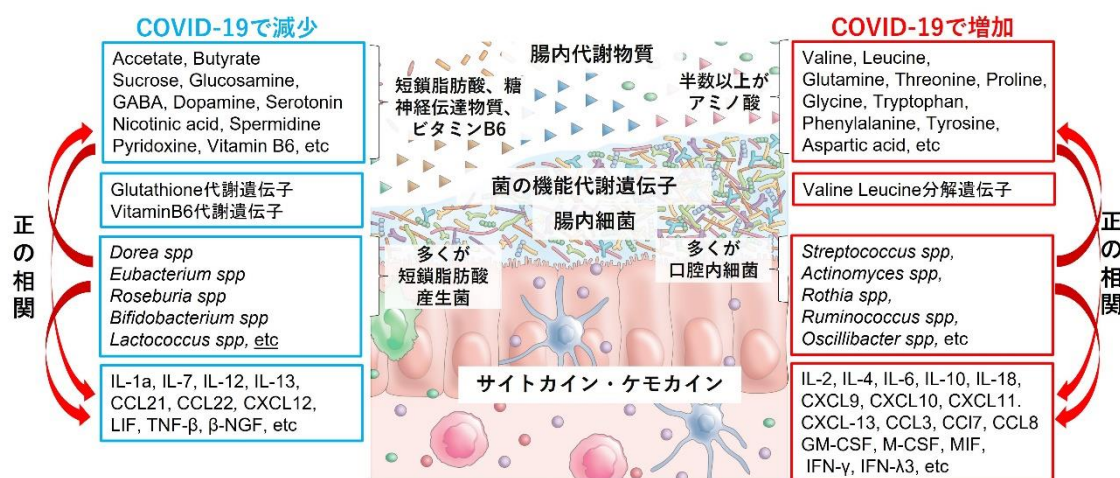 COVID-19で減少
Accetate, Butyrate
Sucrose, Glucosamine,
GABA, Dopamine, Serotonin
Nicotinic acid, Spermidine
Pyridoxine, Vitamin B6, etc
Glutathione代謝遺伝子
VitaminB6代謝遺伝子
Dorea spp
Eubacterium spp
Roseburia spp
Bifidobacterium spp
Lactococcus spp, etc
IL-1a, IL-7, IL-12, IL-13,
CCL21, CCL22, CXCL12,
LIF, TNF-β, β-NGF, etc
正の相関
腸内代謝物質
短鎖脂肪酸、糖
神経伝達物質、
ビタミンB6
半数以上が
アミノ酸
菌の機能代謝遺伝子
腸内細菌
多くが
短鎖脂肪酸
産生菌
多くが
口腔内細菌
サイトカイン・ケモカイン
COVID-19で増加
Valine, Leucine,
Glutamine, Threonine, Proline,
Glycine, Tryptophan,
Phenylalanine, Tyrosine,
Aspartic acid, etc
Valine Leucine分解遺伝子
Streptococcus spp,
Actinomyces spp,
Rothia spp,
Ruminococcus spp,
Oscillibacter spp, etc
IL-2, IL-4, IL-6, IL-10, IL-18,
CXCL9, CXCL10, CXCL11.
CXCL-13, CCL3, CCl7, CCL8
GM-CSF, M-CSF, MIF,
IFN-γ, IFN-λ3, etc
正の相関